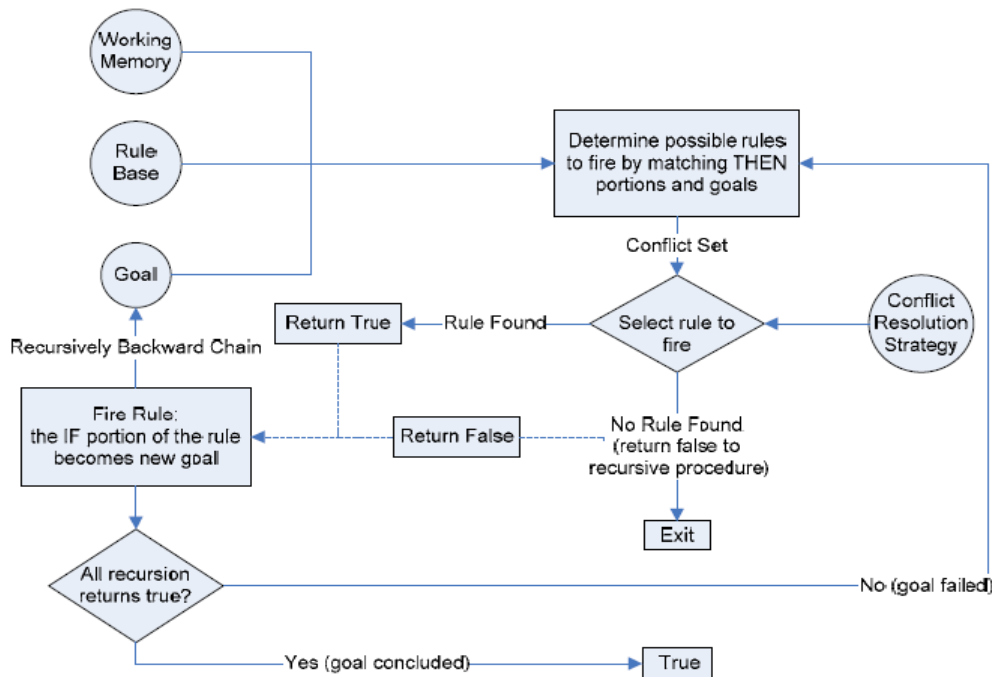 Working
Memory
Rule
Base
Goal
Determine possible rules
to fire by matching THEN
portions and goals
Conflict Set
Select rule to
fire
Conflict
Resolution
Strategy
Rule Found
Return True
Recursively Backward Chain
Fire Rule:
the IF portion of the rule
becomes new goal
Return False
No Rule Found
(return false to
recursive procedure)
Exit
All recursion
returns true?
No (goal failed)
Yes (goal concluded)
True